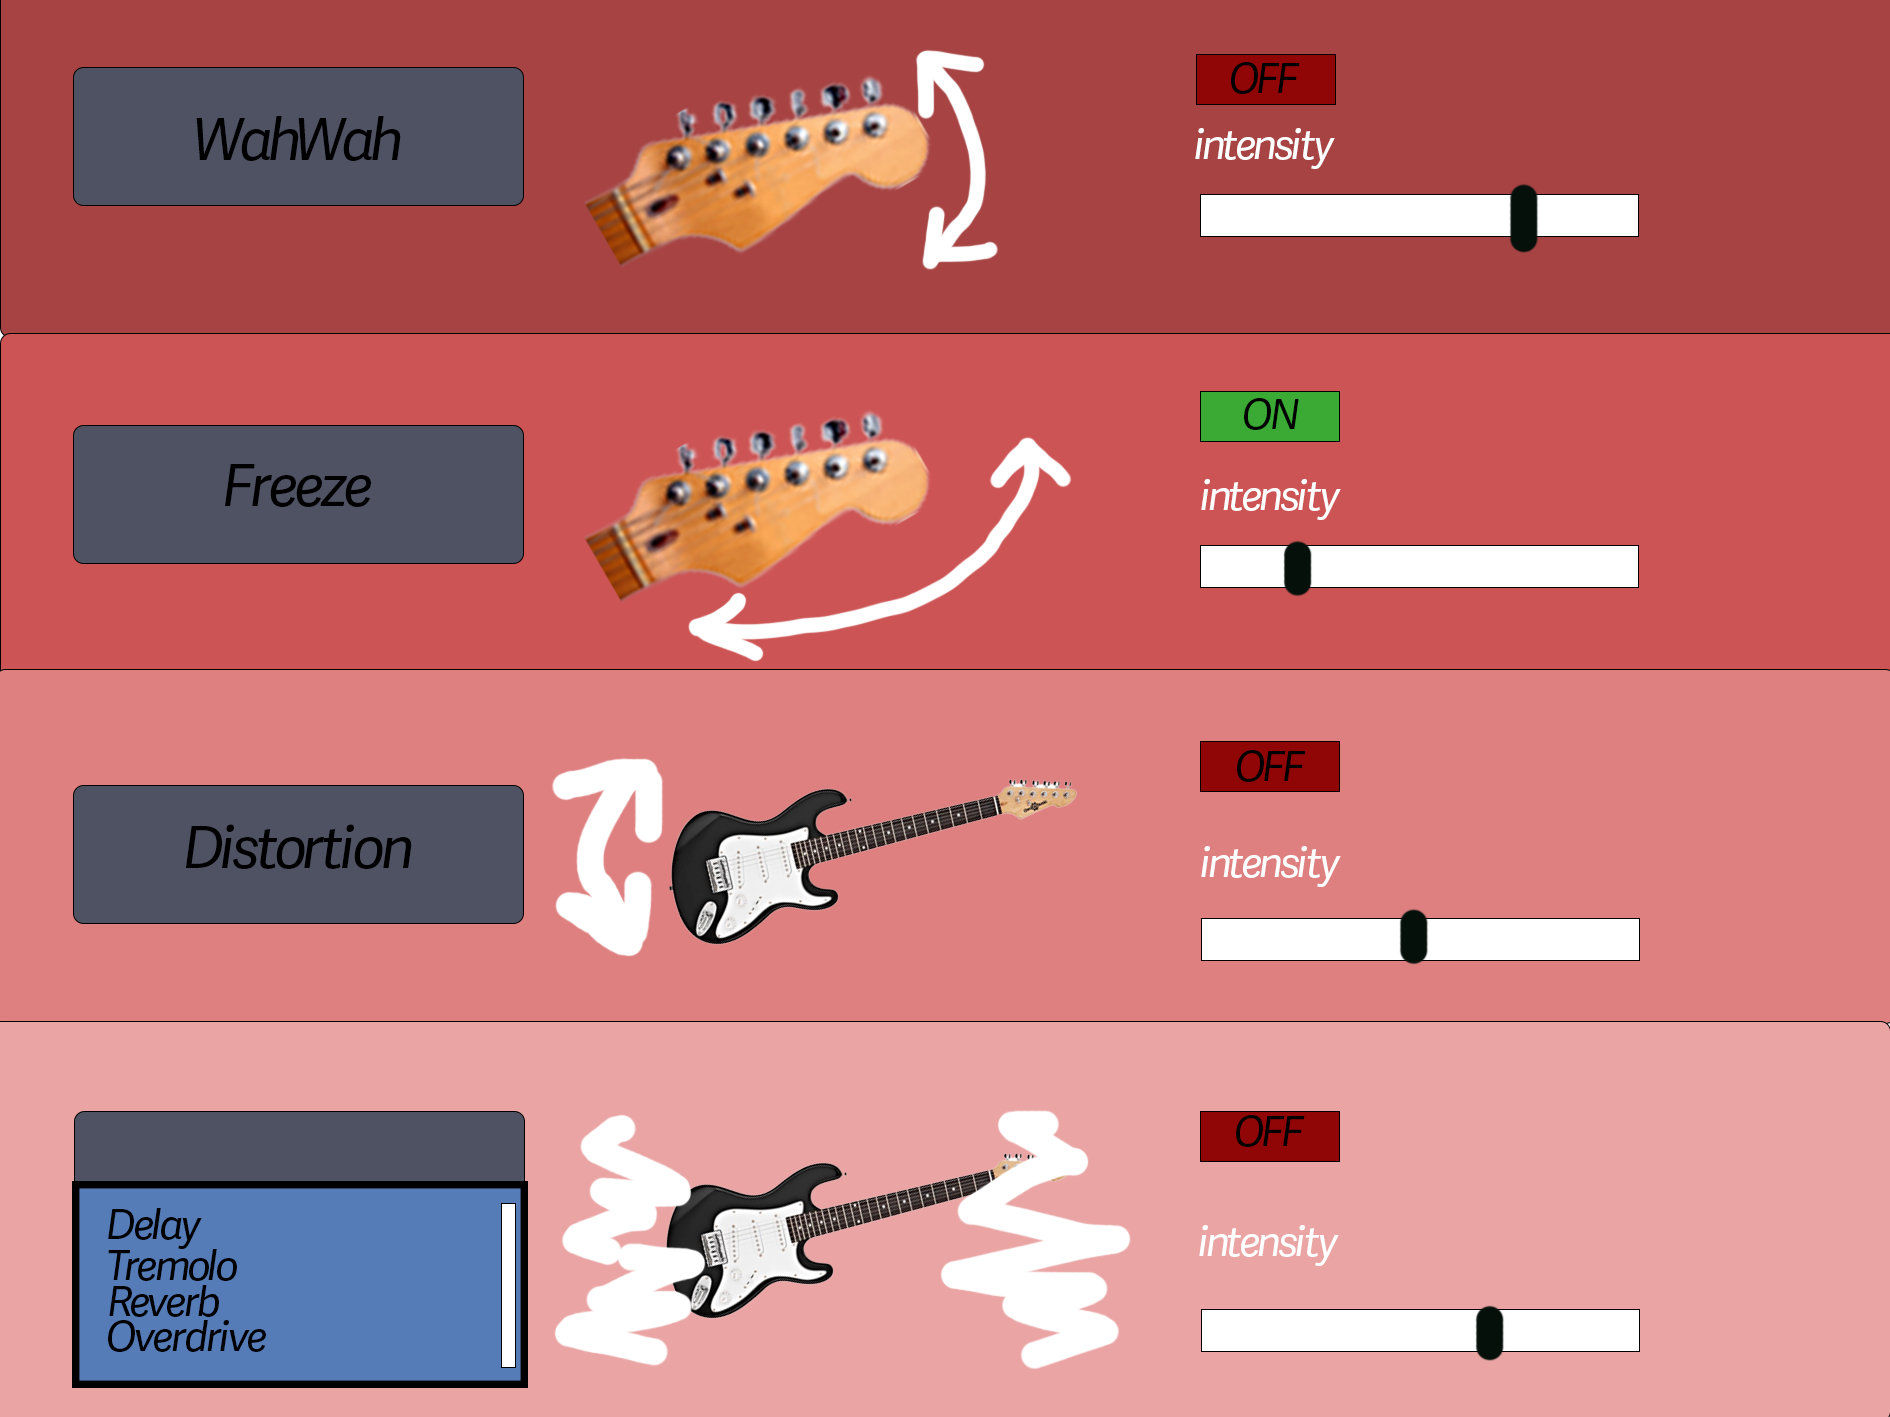 WahWah
OFF
intensity
Freeze
ON
intensity
Distortion
OFF
intensity
OFF
intensity
Delay
Tremolo
Reverb
Overdrive